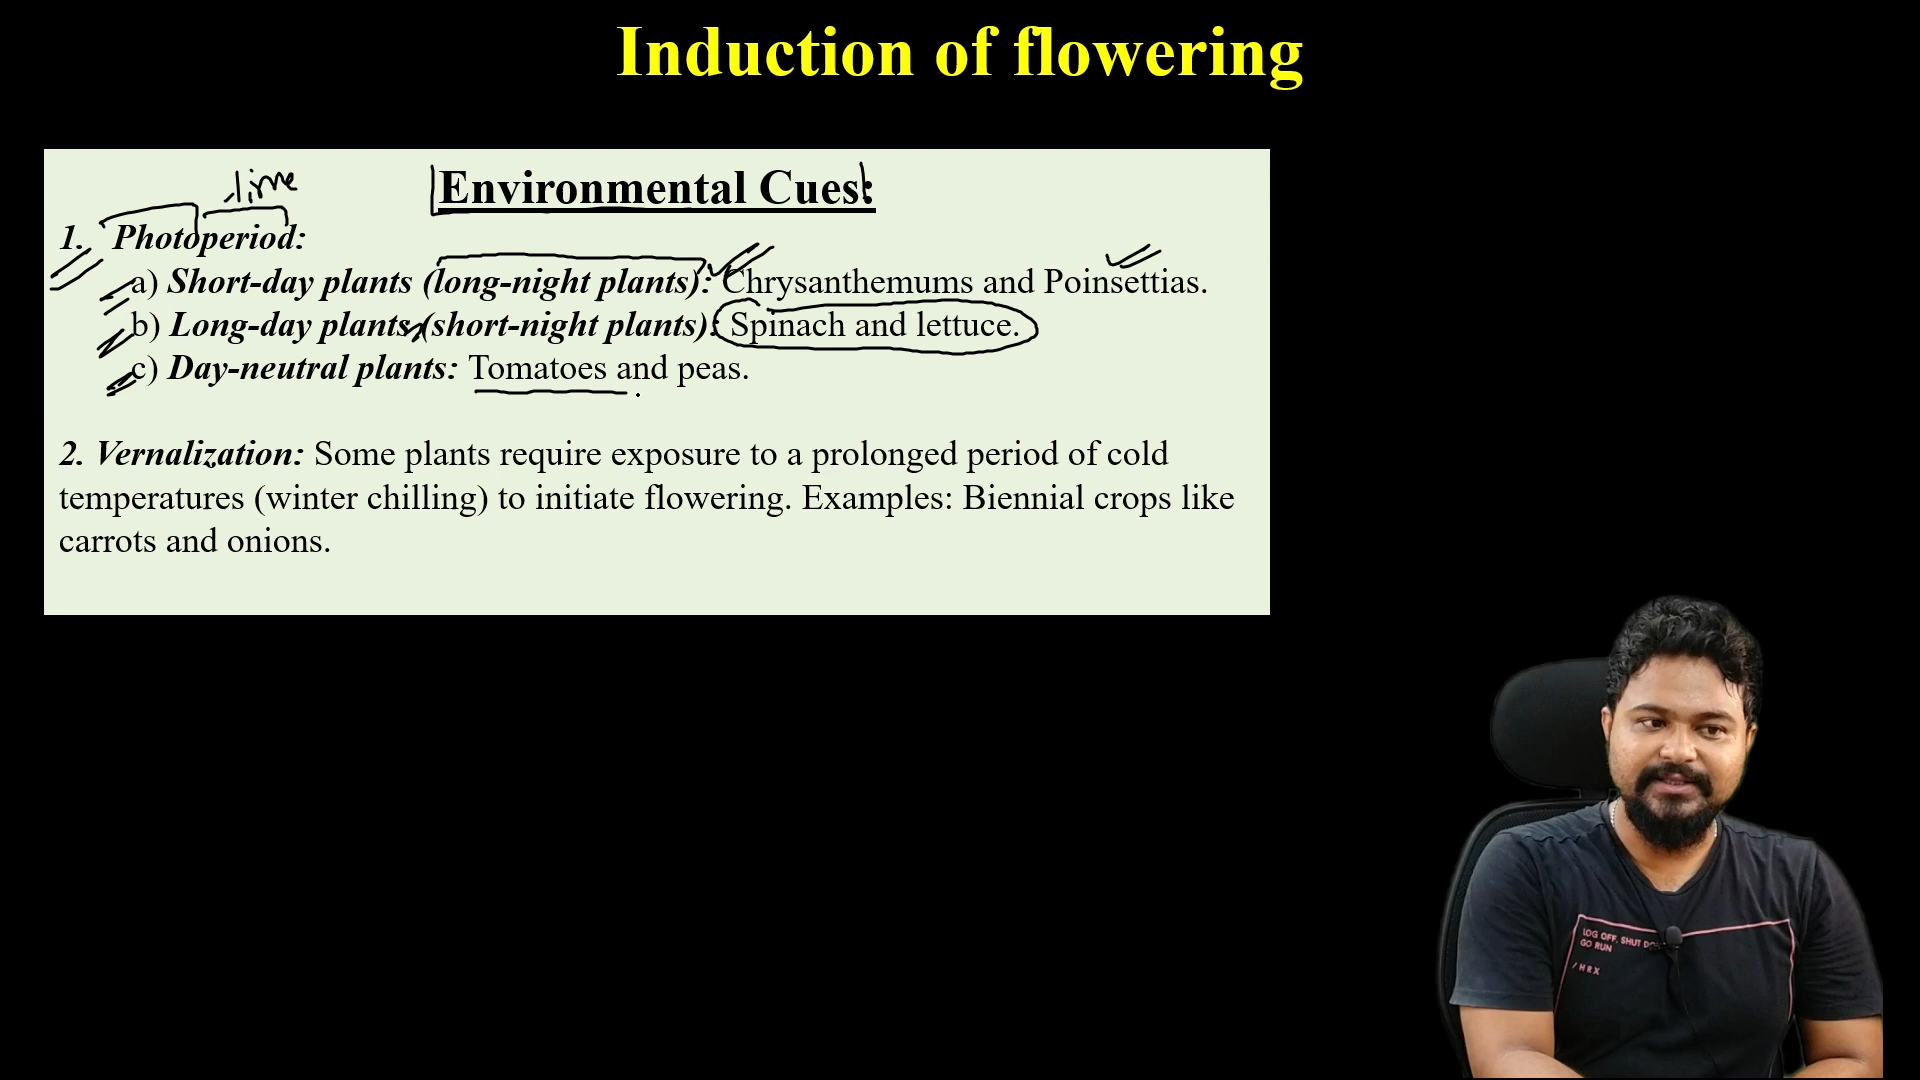 Induction of flowering
Environmental Cues:
time
1. Photoperiod:
a) Short-day plants (long-night plants): Chrysanthemums and Poinsettias.
b) Long-day plants (short-night plants): Spinach and lettuce.
c) Day-neutral plants: Tomatoes and peas.
2. Vernalization: Some plants require exposure to a prolonged period of cold
temperatures (winter chilling) to initiate flowering. Examples: Biennial crops like
carrots and onions.
LOG OFF. SHUT
GO RUN
/HRX